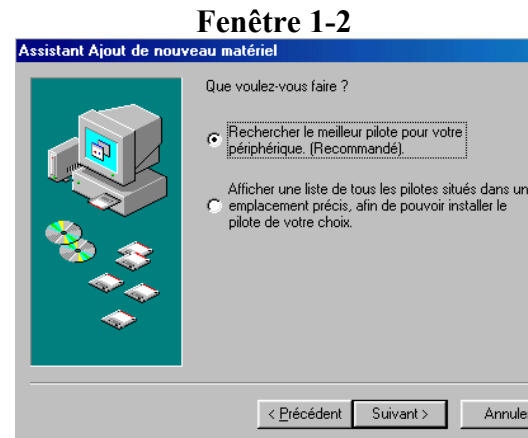 Fenêtre 1-2
Assistant Ajout de nouveau matériel
Que voulez-vous faire ?
Rechercher le meilleur pilote pour votre
périphérique. (Recommandé).
Afficher une liste de tous les pilotes situés dans un
emplacement précis, afin de pouvoir installer le
pilote de votre choix.
< Précédent Suivant > Annule